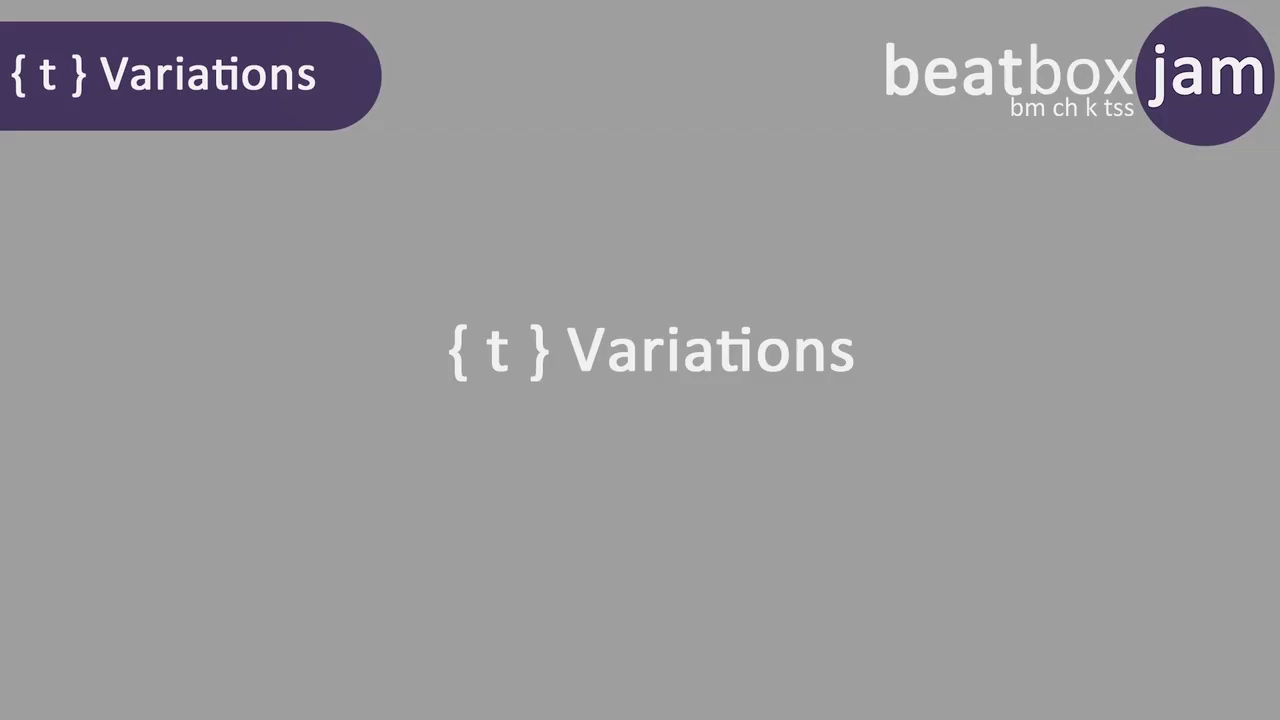 { t } Variations
beatbox jam
bm ch k tss
{ t } Variations